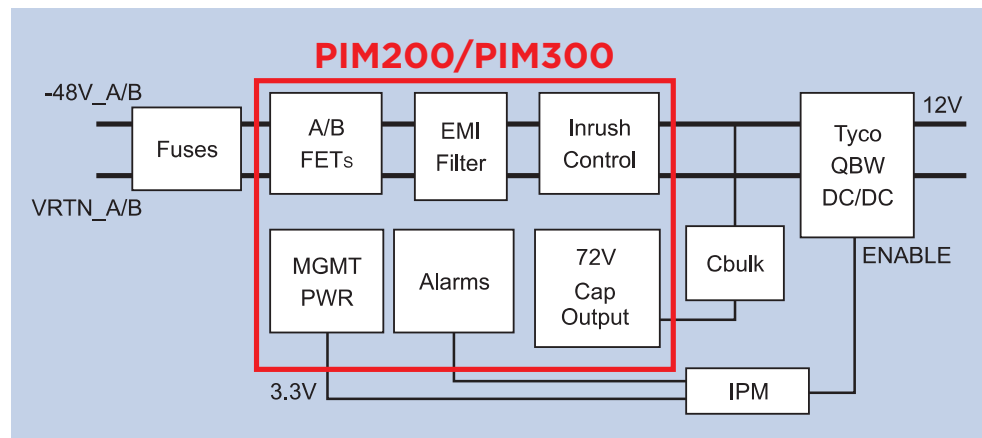 PIM200/PIM300
-48V_A/B
VRTN_A/B
Fuses
A/B
FETs
EMI
Filter
Inrush
Control
Tyco
QBW
DC/DC
12V
ENABLE
MGMT
PWR
Alarms
72V
Cap
Output
Cbulk
3.3V
IPM